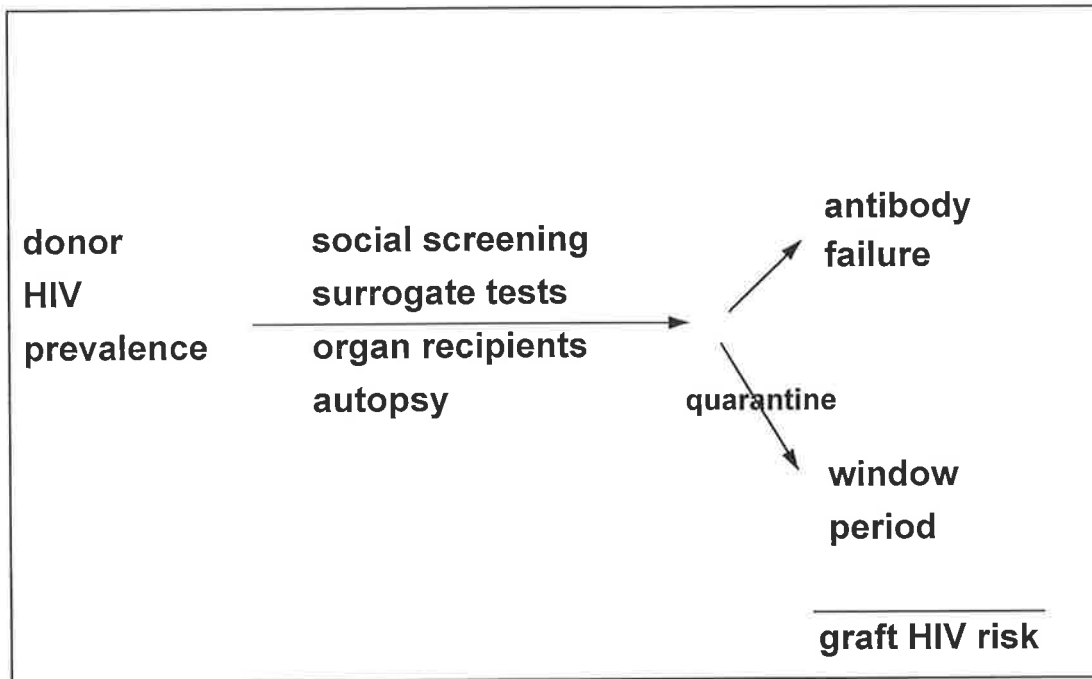 donor
HIV
prevalence
social screening
surrogate tests
organ recipients
autopsy
antibody
failure
quarantine
window
period
graft HIV risk